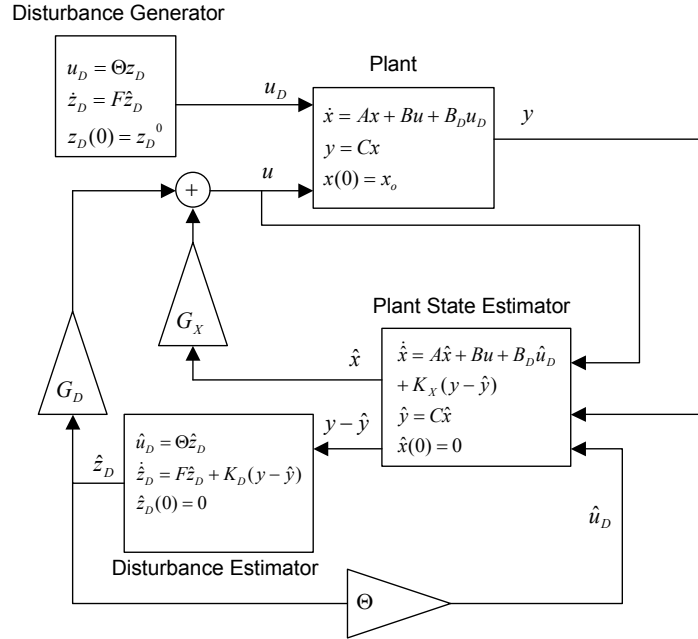 Disturbance Generator
u_D = Θz_D
ż_D = Fẑ_D
z_D(0) = z_D^0
u_D
Plant
ẋ = Ax + Bu + B_D u_D
y = Cx
x(0) = x_o
y
u
+
G_X
G_D
Plant State Estimator
x̂̇ = Ax̂ + Bu + B_D û_D
+ K_X(y − ŷ)
ŷ = Cx̂
x̂(0) = 0
x̂
y − ŷ
û_D = Θẑ_D
ẑ̇_D = Fẑ_D + K_D(y − ŷ)
ẑ_D(0) = 0
ẑ_D
Disturbance Estimator
û_D
Θ